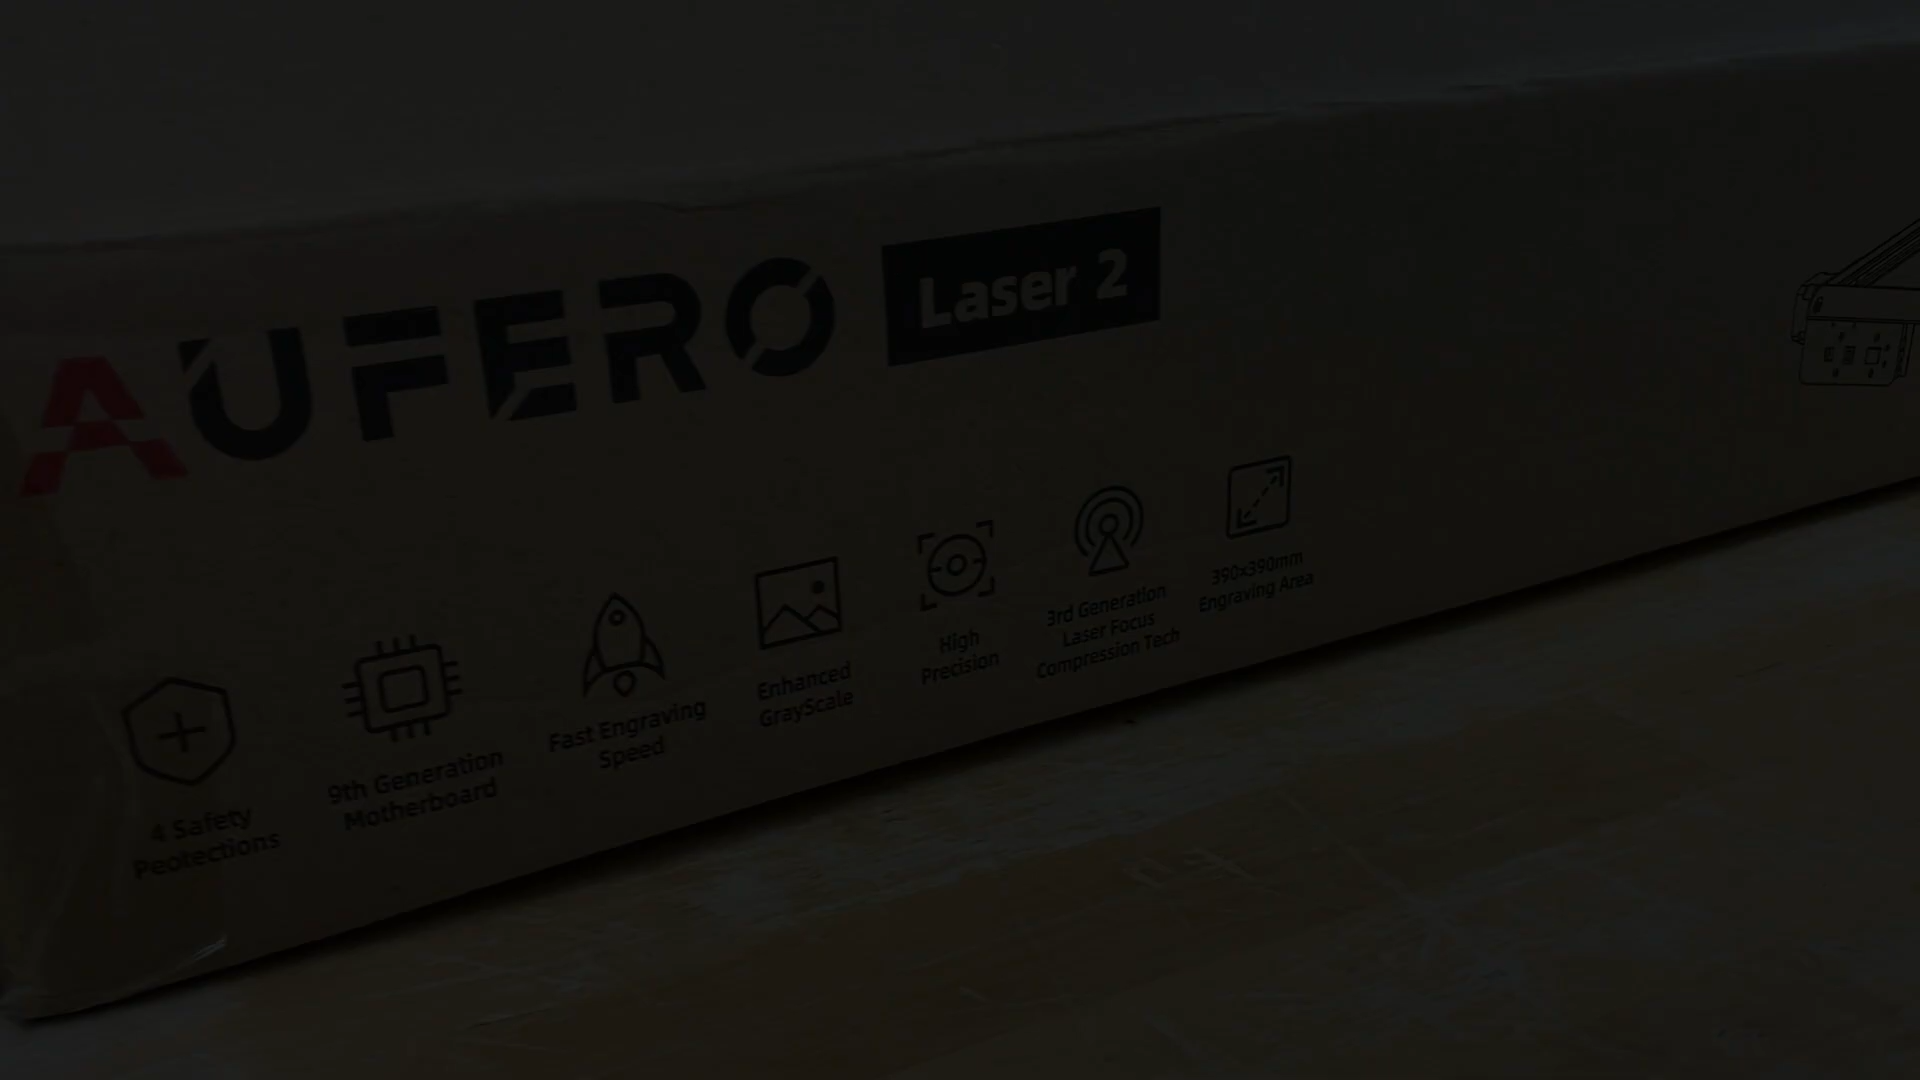 AUFERO Laser 2
4 Safety
Peotections
9th Generation
Motherboard
Fast Engraving
Speed
Enhanced
GrayScale
High
Precision
3rd Generation
Laser Focus
Compression Tech
390x390mm
Engraving Area